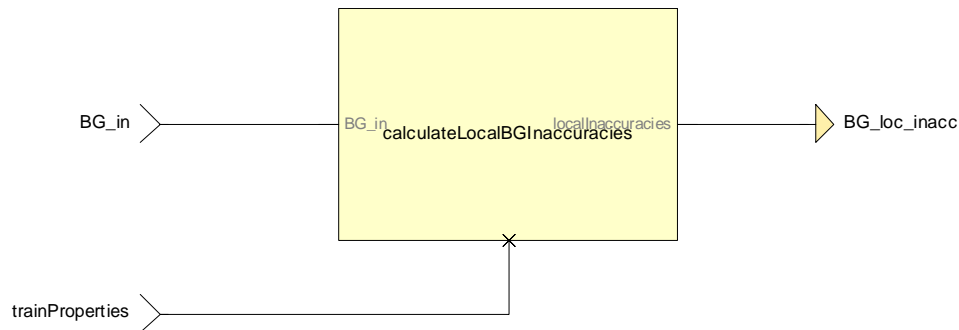 BG_in
BG_in
localInaccuracies
calculateLocalBGInaccuracies
BG_loc_inacc
trainProperties